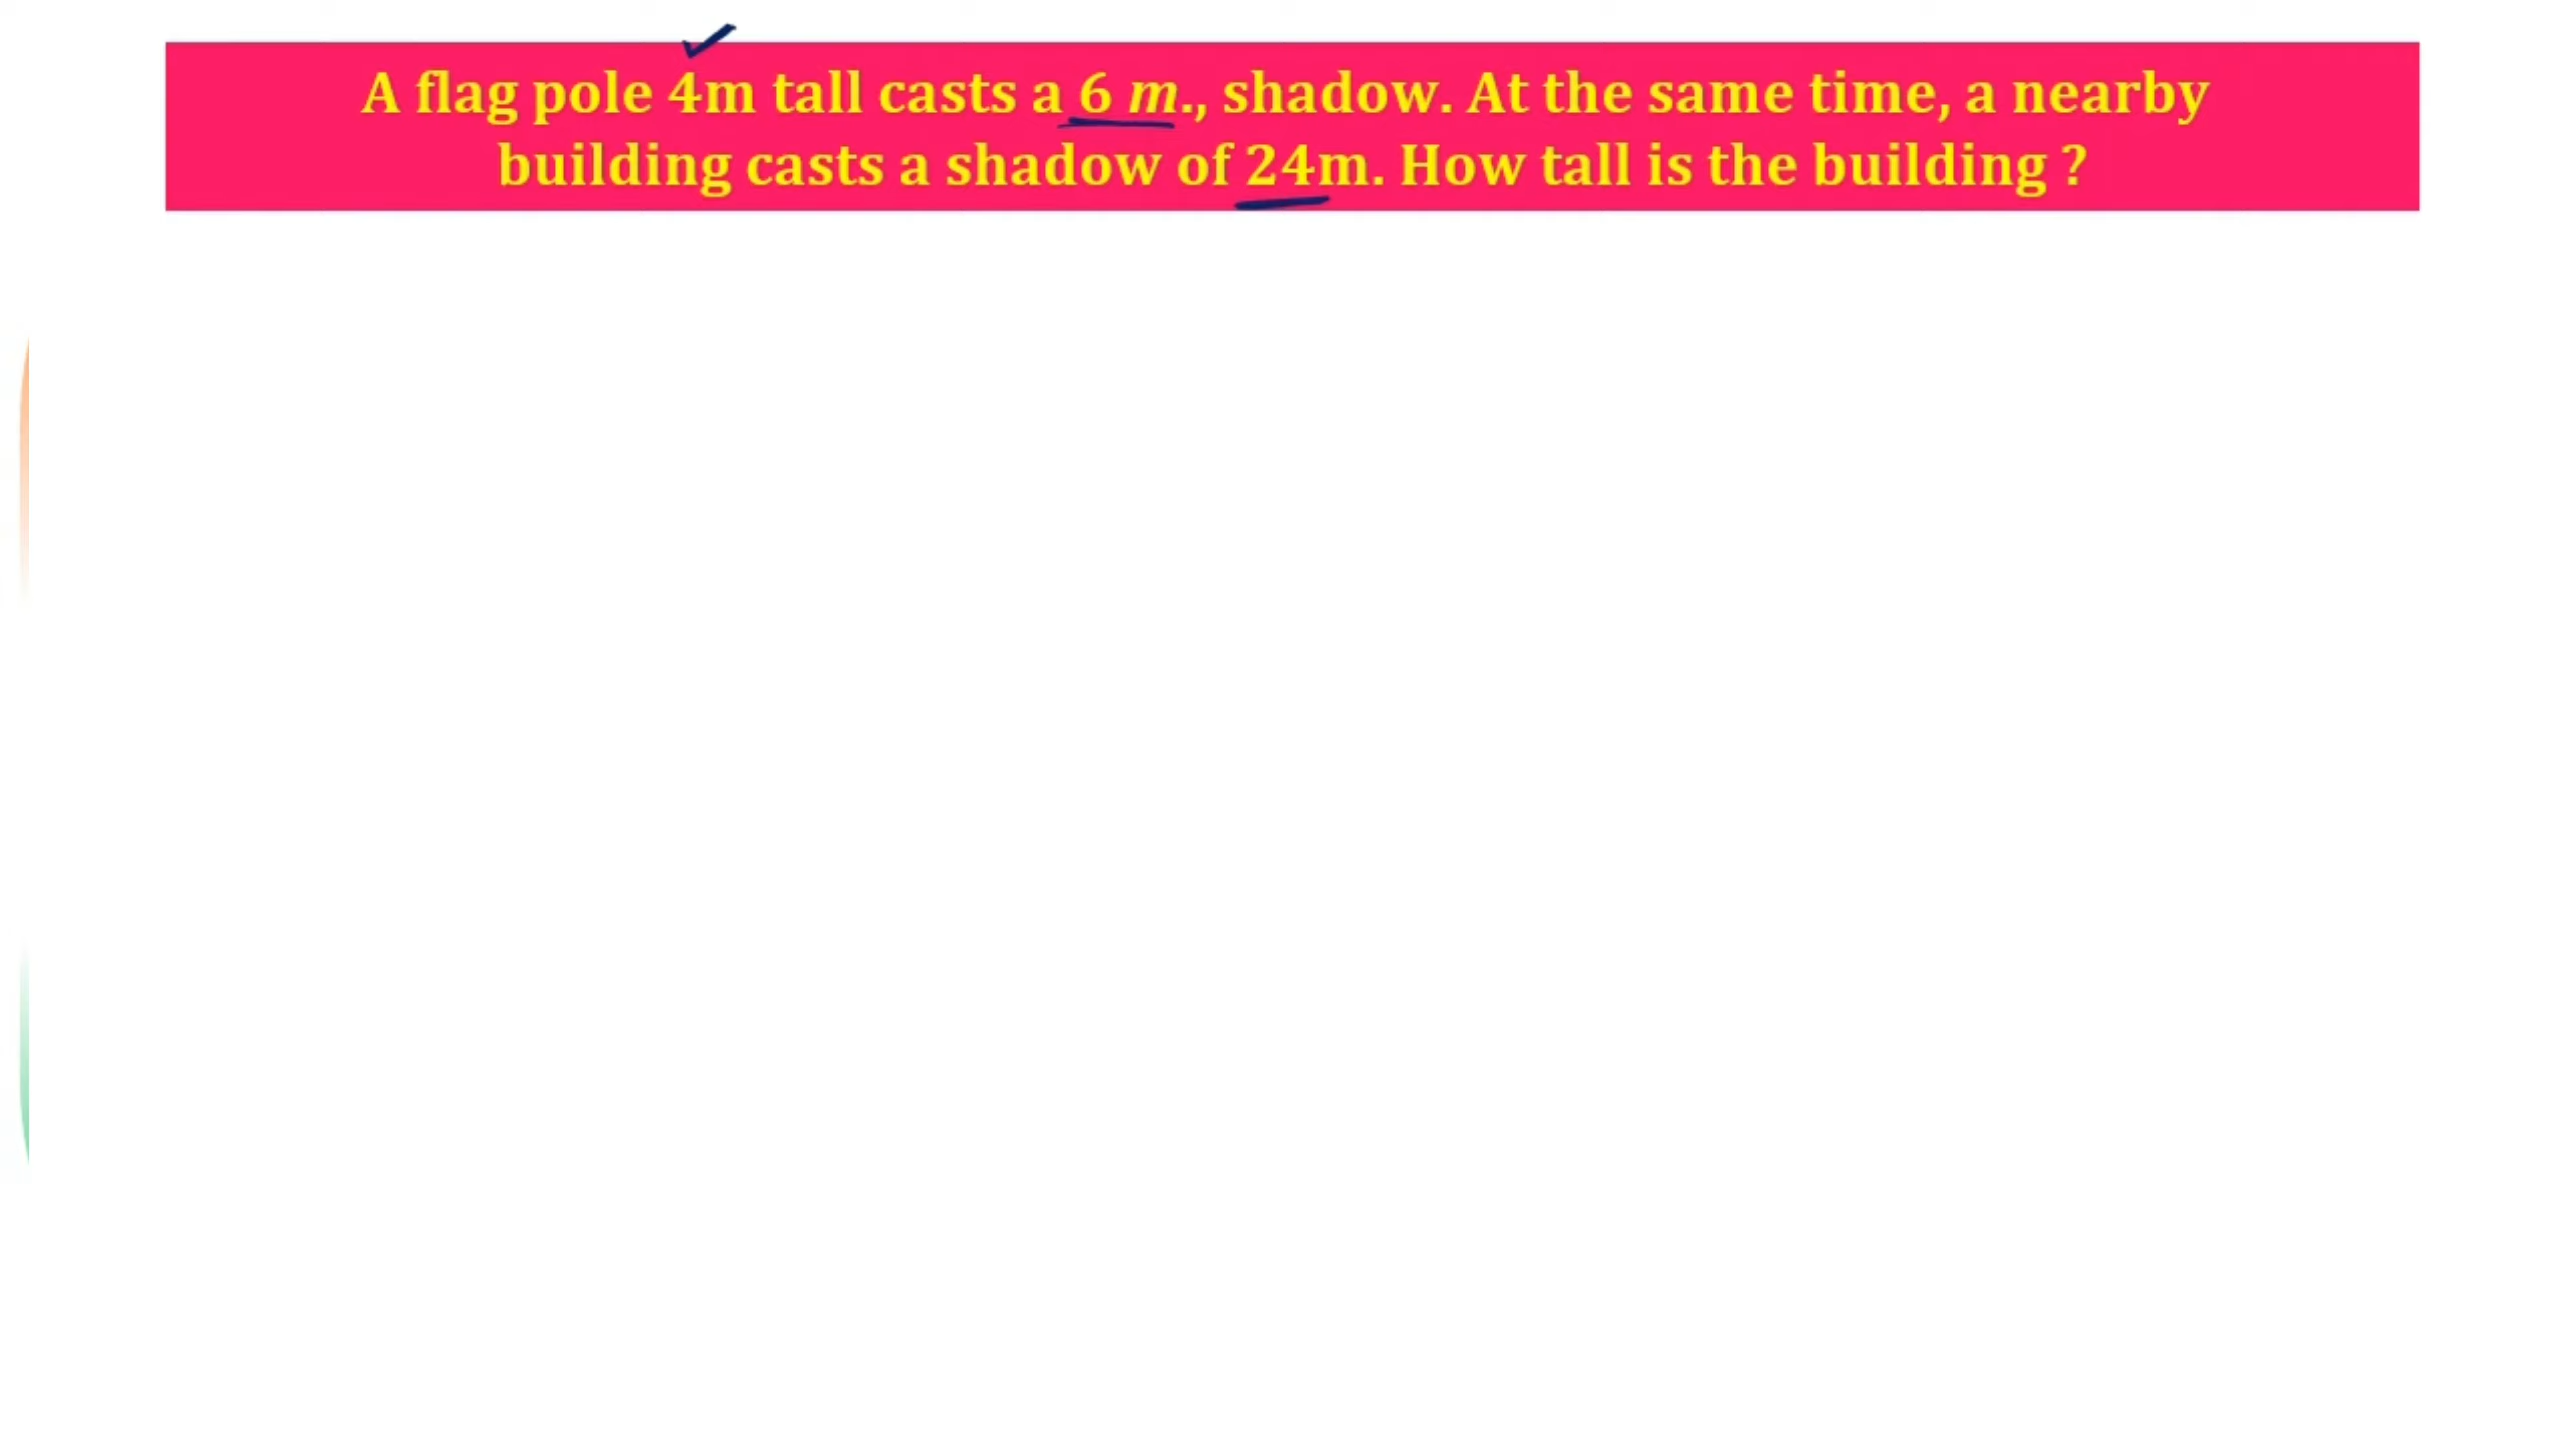 A flag pole 4m tall casts a 6 m., shadow. At the same time, a nearby
building casts a shadow of 24m. How tall is the building ?